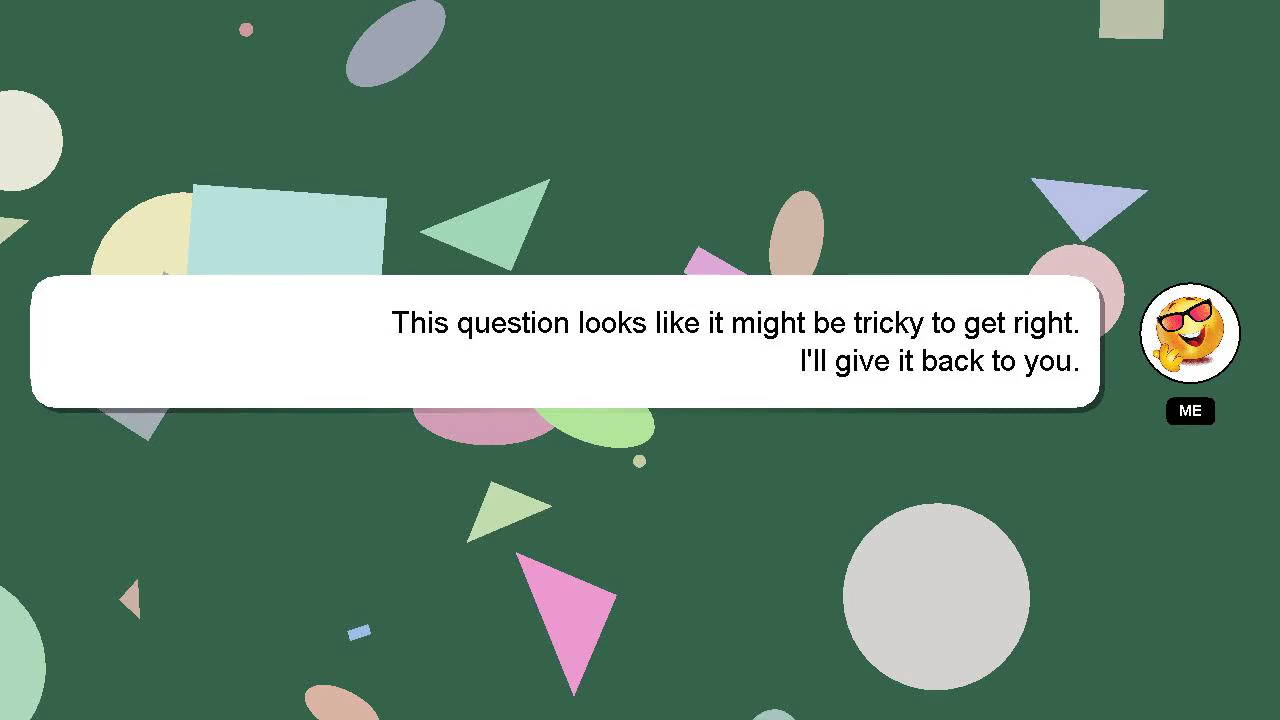 This question looks like it might be tricky to get right.
I'll give it back to you.
ME